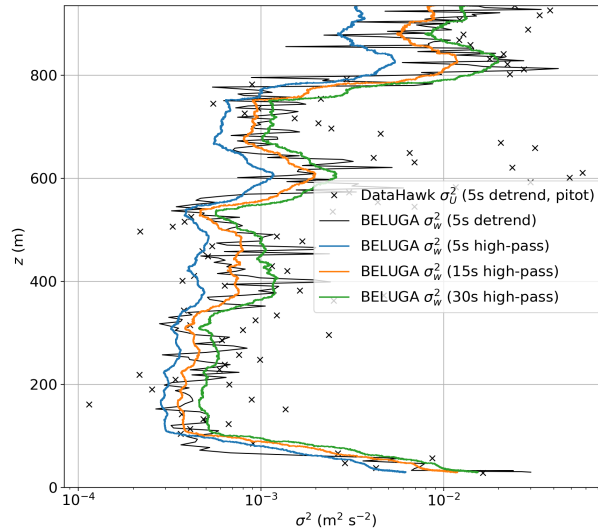 800
600
400
200
0
z (m)
DataHawk σ²_U (5s detrend, pitot)
BELUGA σ²_w (5s detrend)
BELUGA σ²_w (5s high-pass)
BELUGA σ²_w (15s high-pass)
BELUGA σ²_w (30s high-pass)
10⁻⁴ 10⁻³ 10⁻²
σ² (m² s⁻²)